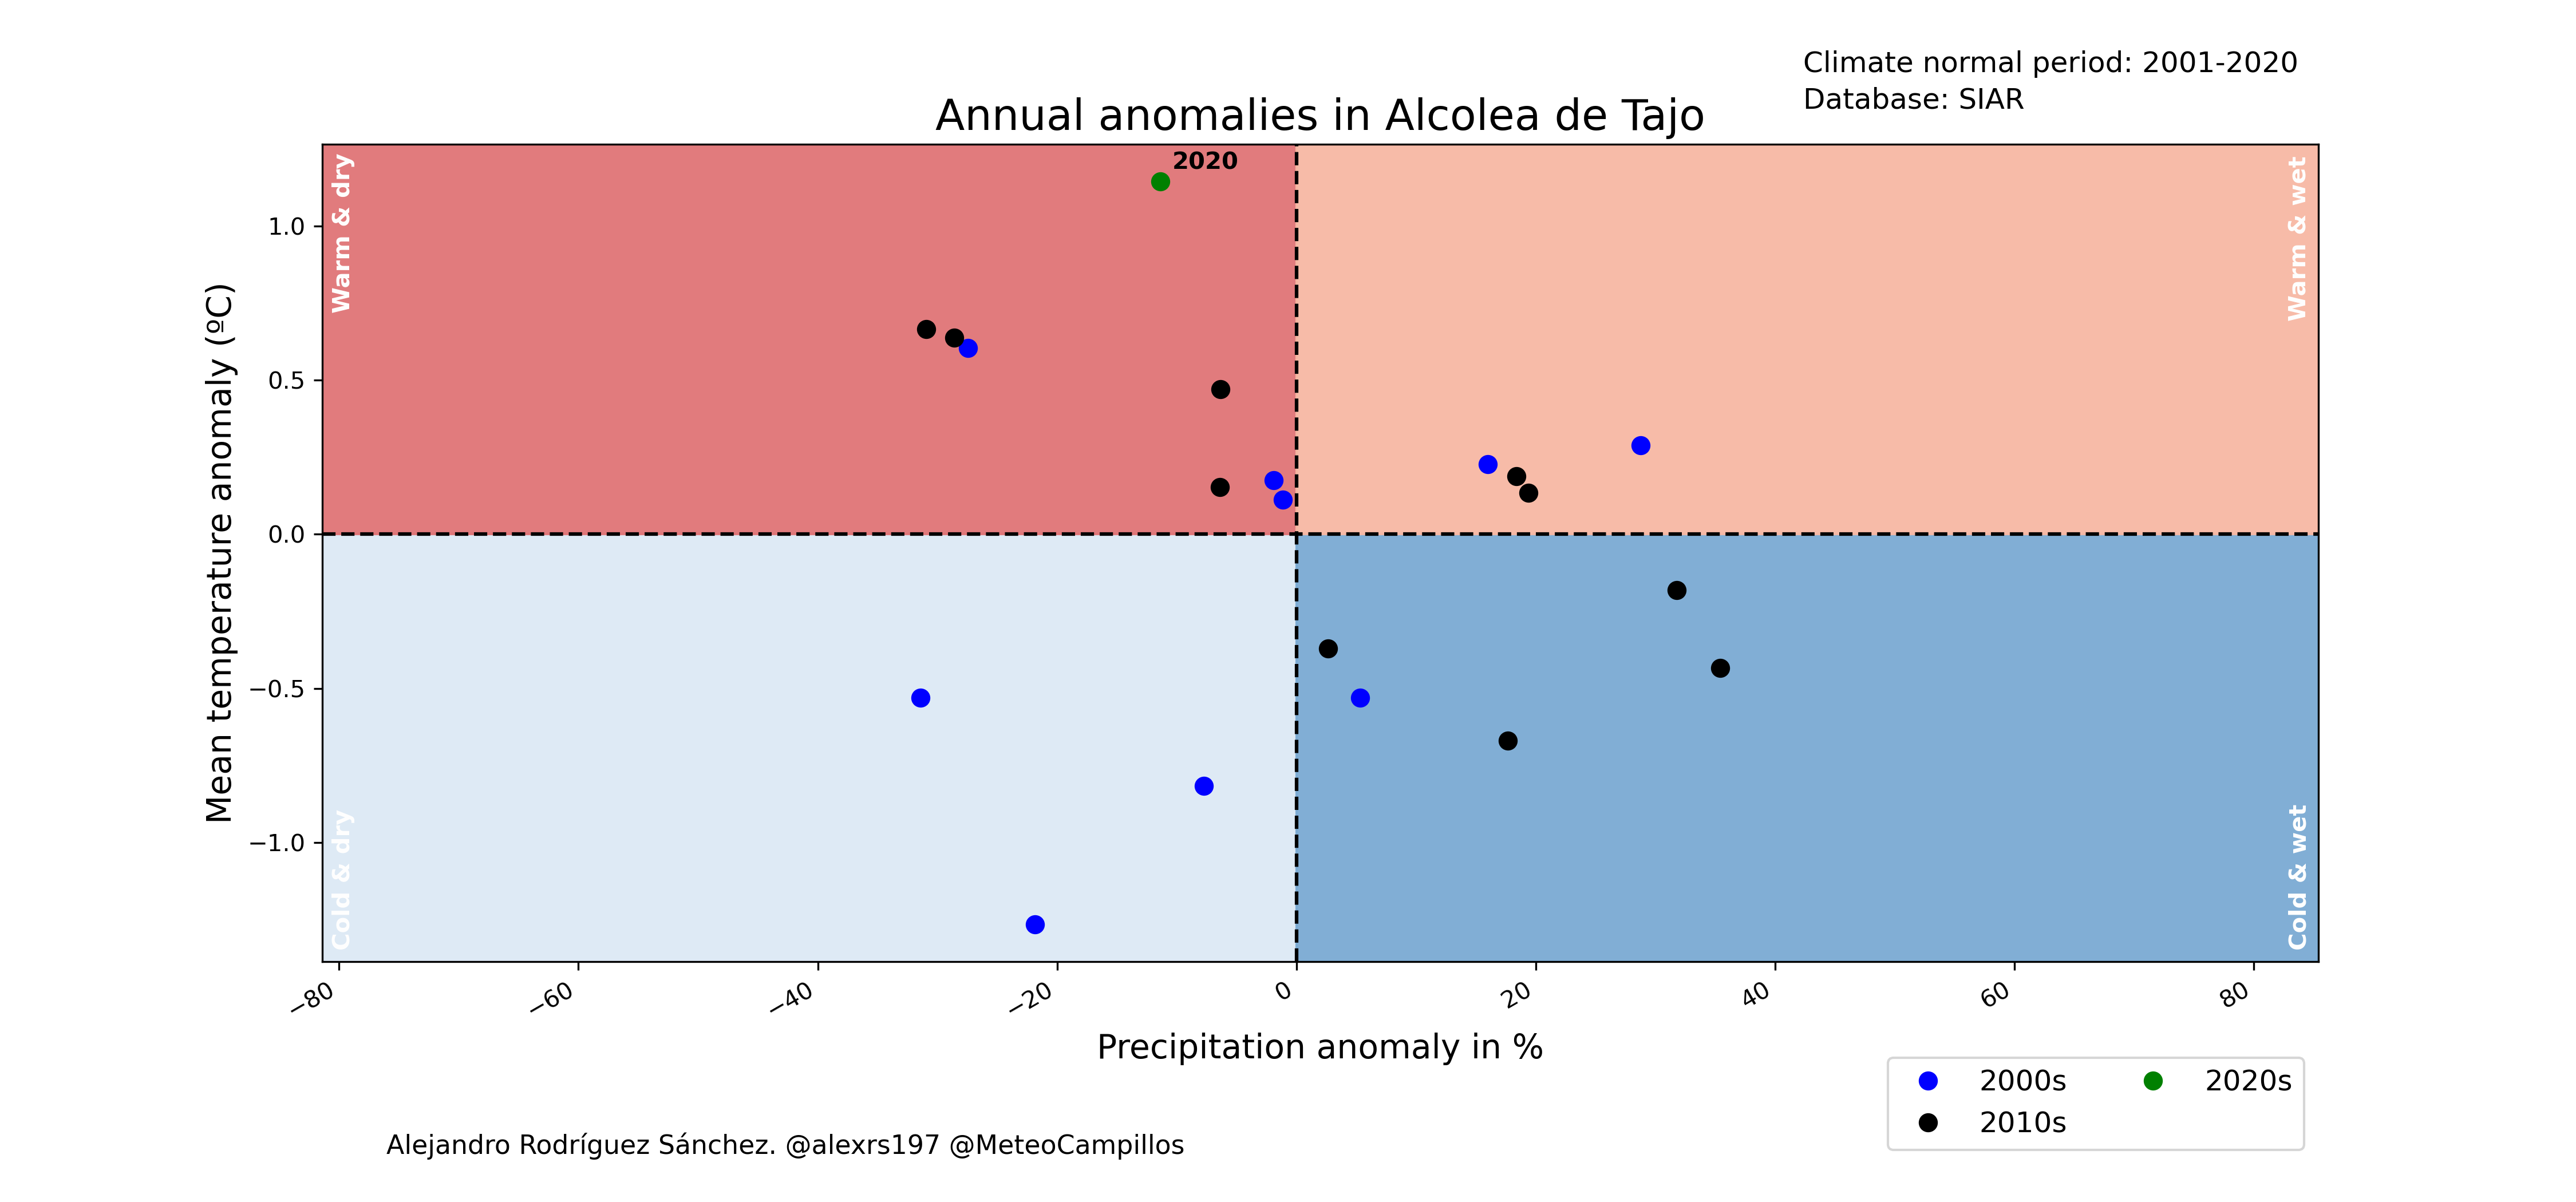 Climate normal period: 2001-2020
Database: SIAR
Annual anomalies in Alcolea de Tajo
2020
Warm & dry
Warm & wet
Cold & dry
Cold & wet
Mean temperature anomaly (ºC)
1.0
0.5
0.0
−0.5
−1.0
−80
−60
−40
−20
0
20
40
60
80
Precipitation anomaly in %
2000s
2010s
2020s
Alejandro Rodríguez Sánchez. @alexrs197 @MeteoCampillos